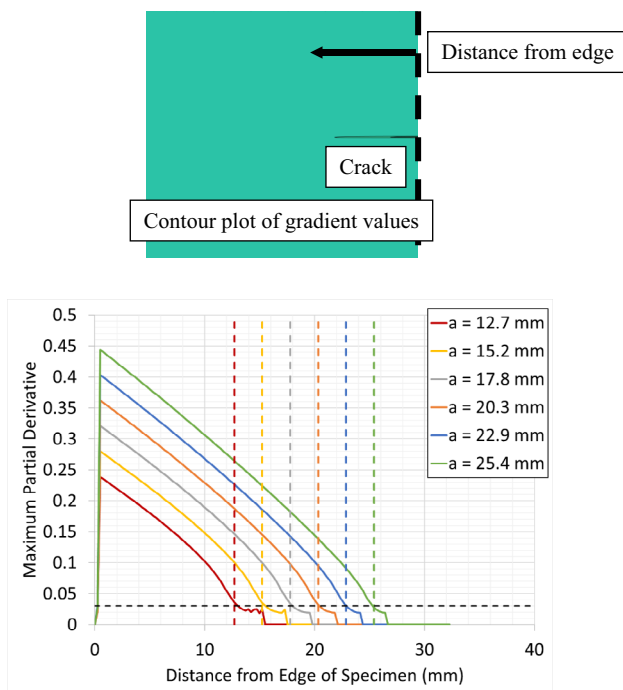 Distance from edge
Crack
Contour plot of gradient values
0.5
0.45
0.4
0.35
0.3
0.25
0.2
0.15
0.1
0.05
0
Maximum Partial Derivative
a = 12.7 mm
a = 15.2 mm
a = 17.8 mm
a = 20.3 mm
a = 22.9 mm
a = 25.4 mm
0 10 20 30 40
Distance from Edge of Specimen (mm)